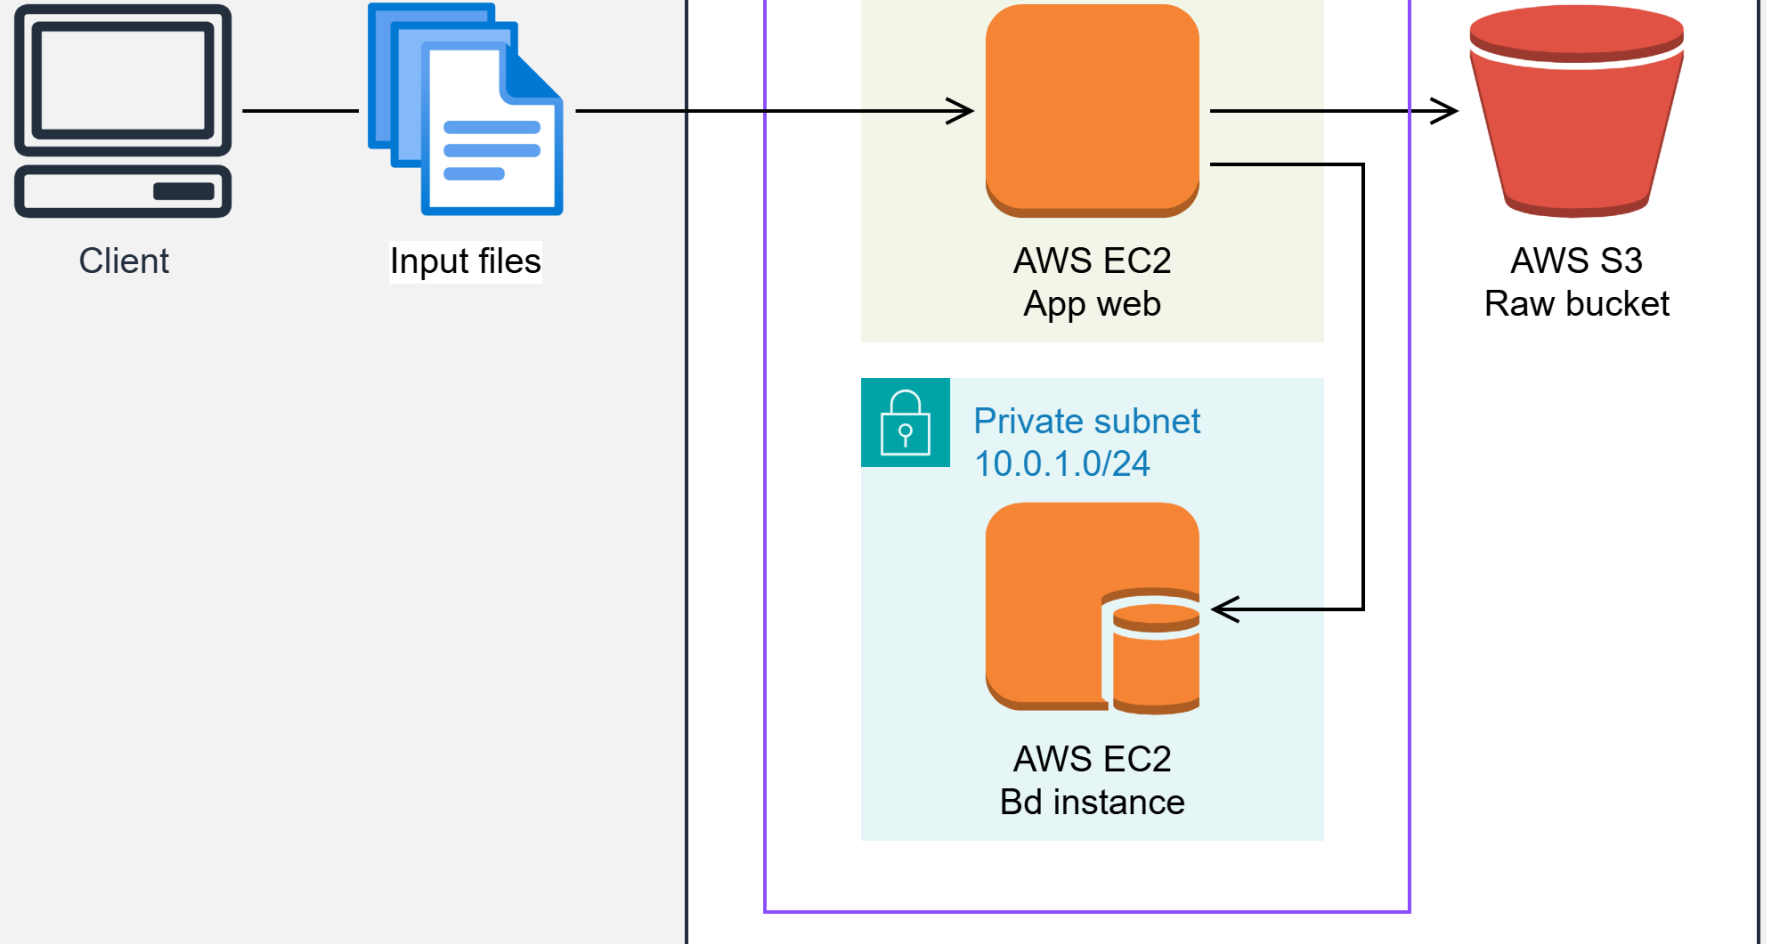 Client
Input files
AWS EC2
App web
AWS S3
Raw bucket
Private subnet
10.0.1.0/24
AWS EC2
Bd instance